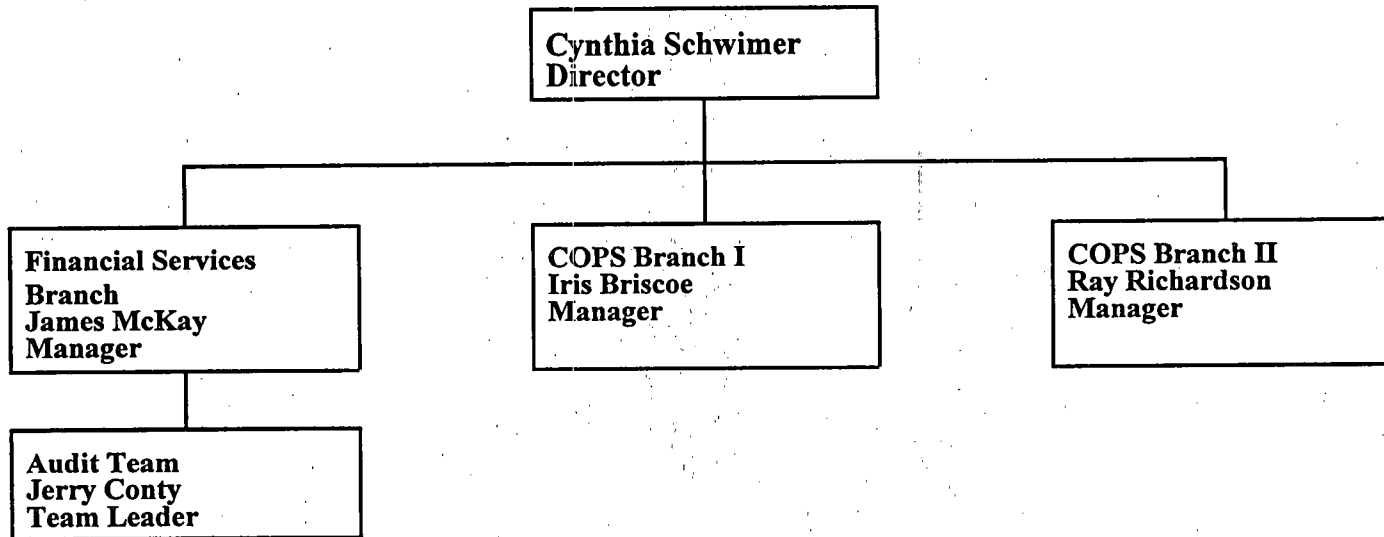 Cynthia Schwimer
Director
Financial Services
Branch
James McKay
Manager
COPS Branch I
Iris Briscoe
Manager
COPS Branch II
Ray Richardson
Manager
Audit Team
Jerry Conty
Team Leader